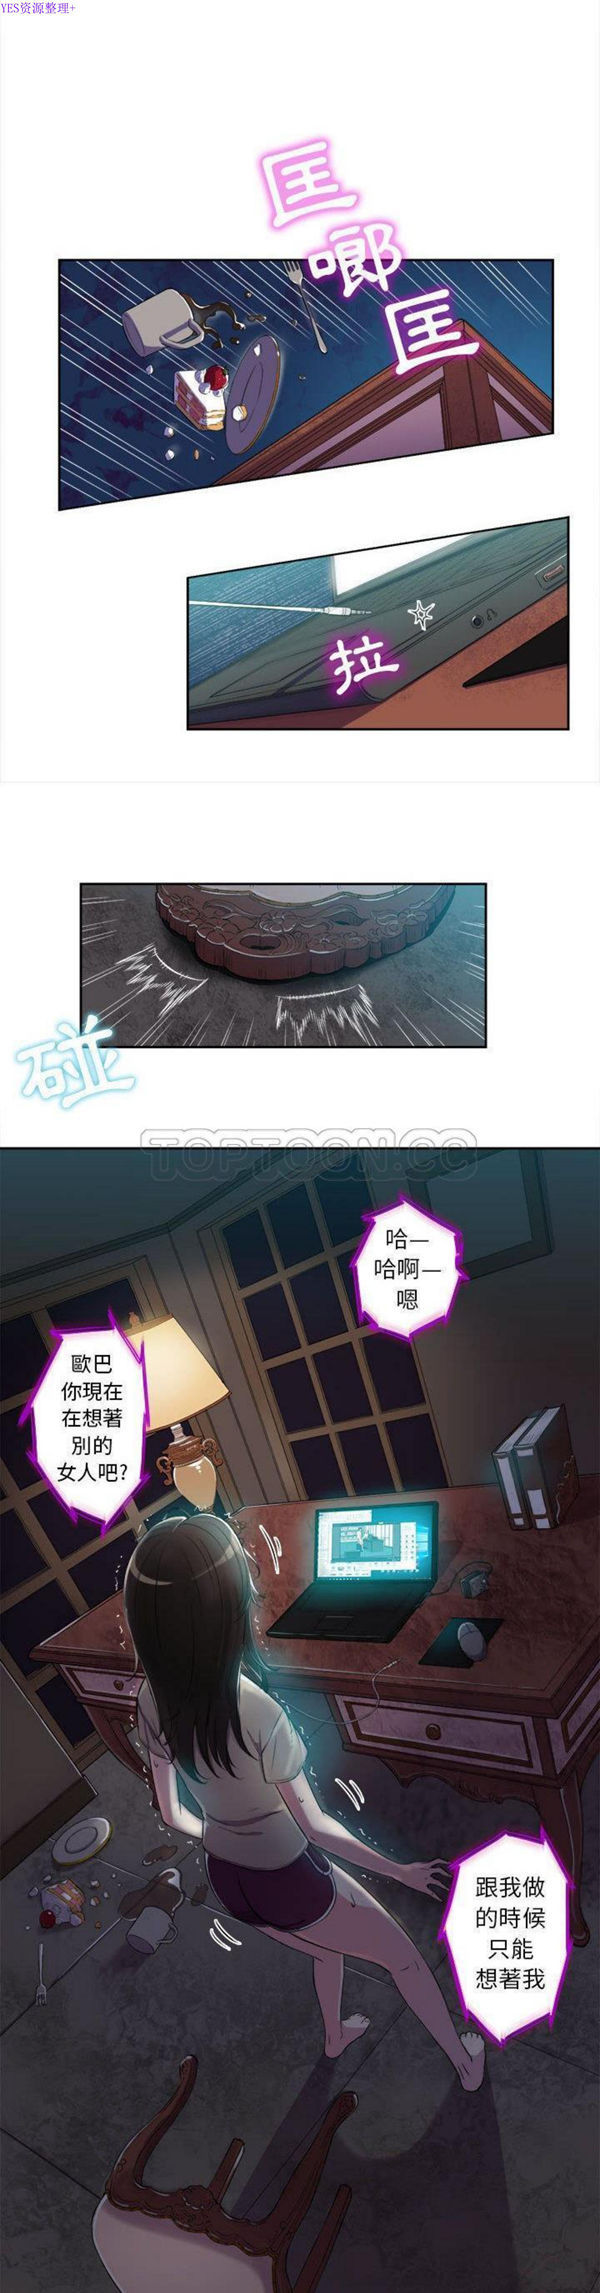 YES资源整理+
匡
啷
匡
拉
碰
TOPTOON.CC
哈—
哈啊—
嗯
歐巴
你現在
在想著
別的
女人吧?
跟我做
的時候
只能
想著我